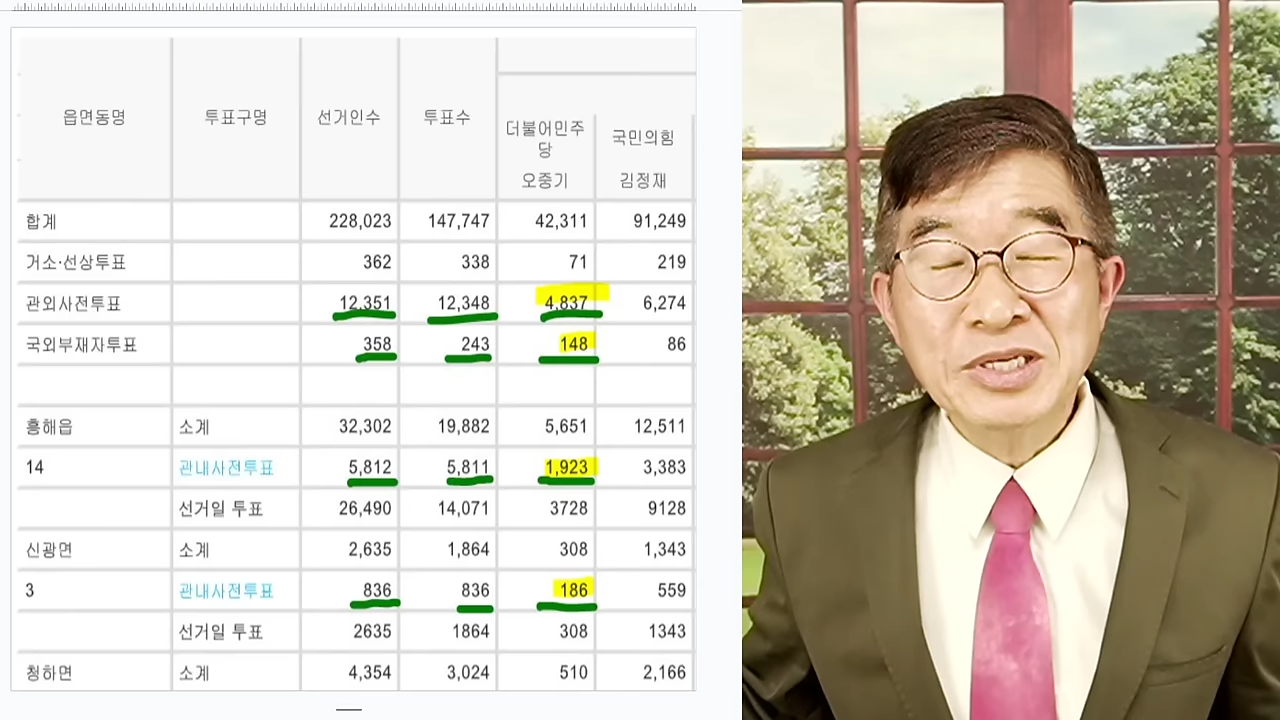 읍면동명 투표구명 선거인수 투표수 더불어민주
당
오중기 국민의힘
김정재
합계 228,023 147,747 42,311 91,249
거소·선상투표 362 338 71 219
관외사전투표 12,351 12,348 4,837 6,274
국외부재자투표 358 243 148 86
흥해읍 소계 32,302 19,882 5,651 12,511
14 관내사전투표 5,812 5,811 1,923 3,383
선거일 투표 26,490 14,071 3728 9128
신광면 소계 2,635 1,864 308 1,343
3 관내사전투표 836 836 186 559
선거일 투표 2635 1864 308 1343
청하면 소계 4,354 3,024 510 2,166